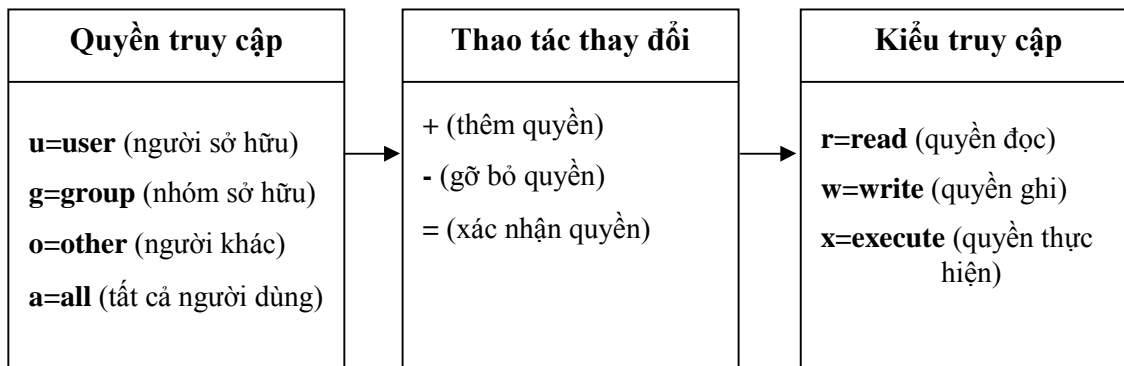 Quyền truy cập
u=user (người sở hữu)
g=group (nhóm sở hữu)
o=other (người khác)
a=all (tất cả người dùng)
Thao tác thay đổi
+ (thêm quyền)
- (gỡ bỏ quyền)
= (xác nhận quyền)
Kiểu truy cập
r=read (quyền đọc)
w=write (quyền ghi)
x=execute (quyền thực
hiện)